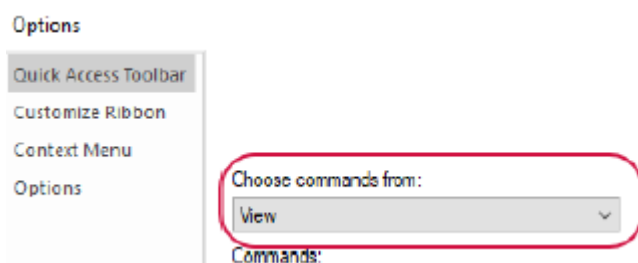 Options
Quick Access Toolbar
Customize Ribbon
Context Menu
Options
Choose commands from:
View
Commands: